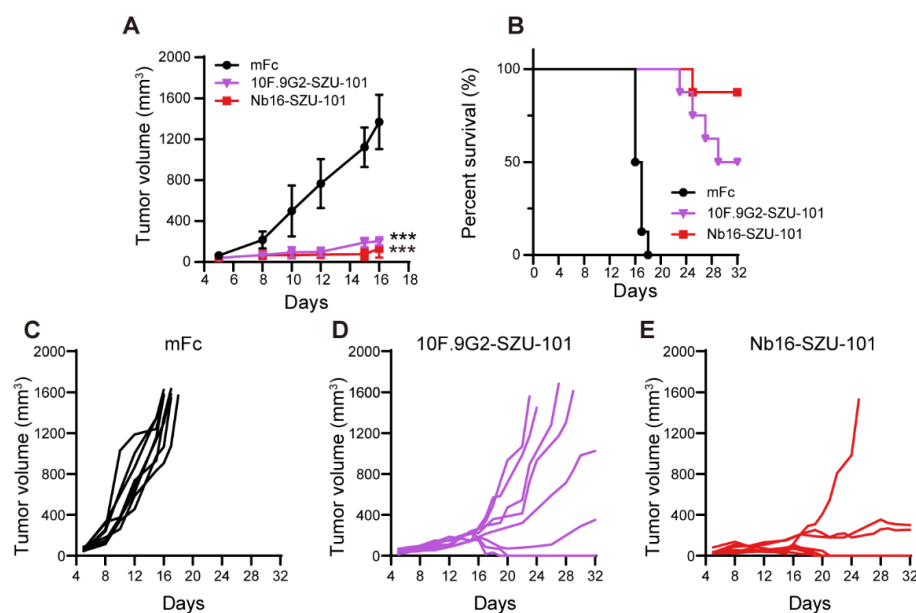 A
Tumor volume (mm³)
2000
1600
1200
800
400
0
mFc
10F.9G2-SZU-101
Nb16-SZU-101
***
***
4 6 8 10 12 14 16 18
Days
B
Percent survival (%)
100
50
0
mFc
10F.9G2-SZU-101
Nb16-SZU-101
0 4 8 12 16 20 24 28 32
Days
C
mFc
Tumor volume (mm³)
2000
1600
1200
800
400
0
4 8 12 16 20 24 28 32
Days
D
10F.9G2-SZU-101
Tumor volume (mm³)
2000
1600
1200
800
400
0
4 8 12 16 20 24 28 32
Days
E
Nb16-SZU-101
Tumor volume (mm³)
2000
1600
1200
800
400
0
4 8 12 16 20 24 28 32
Days